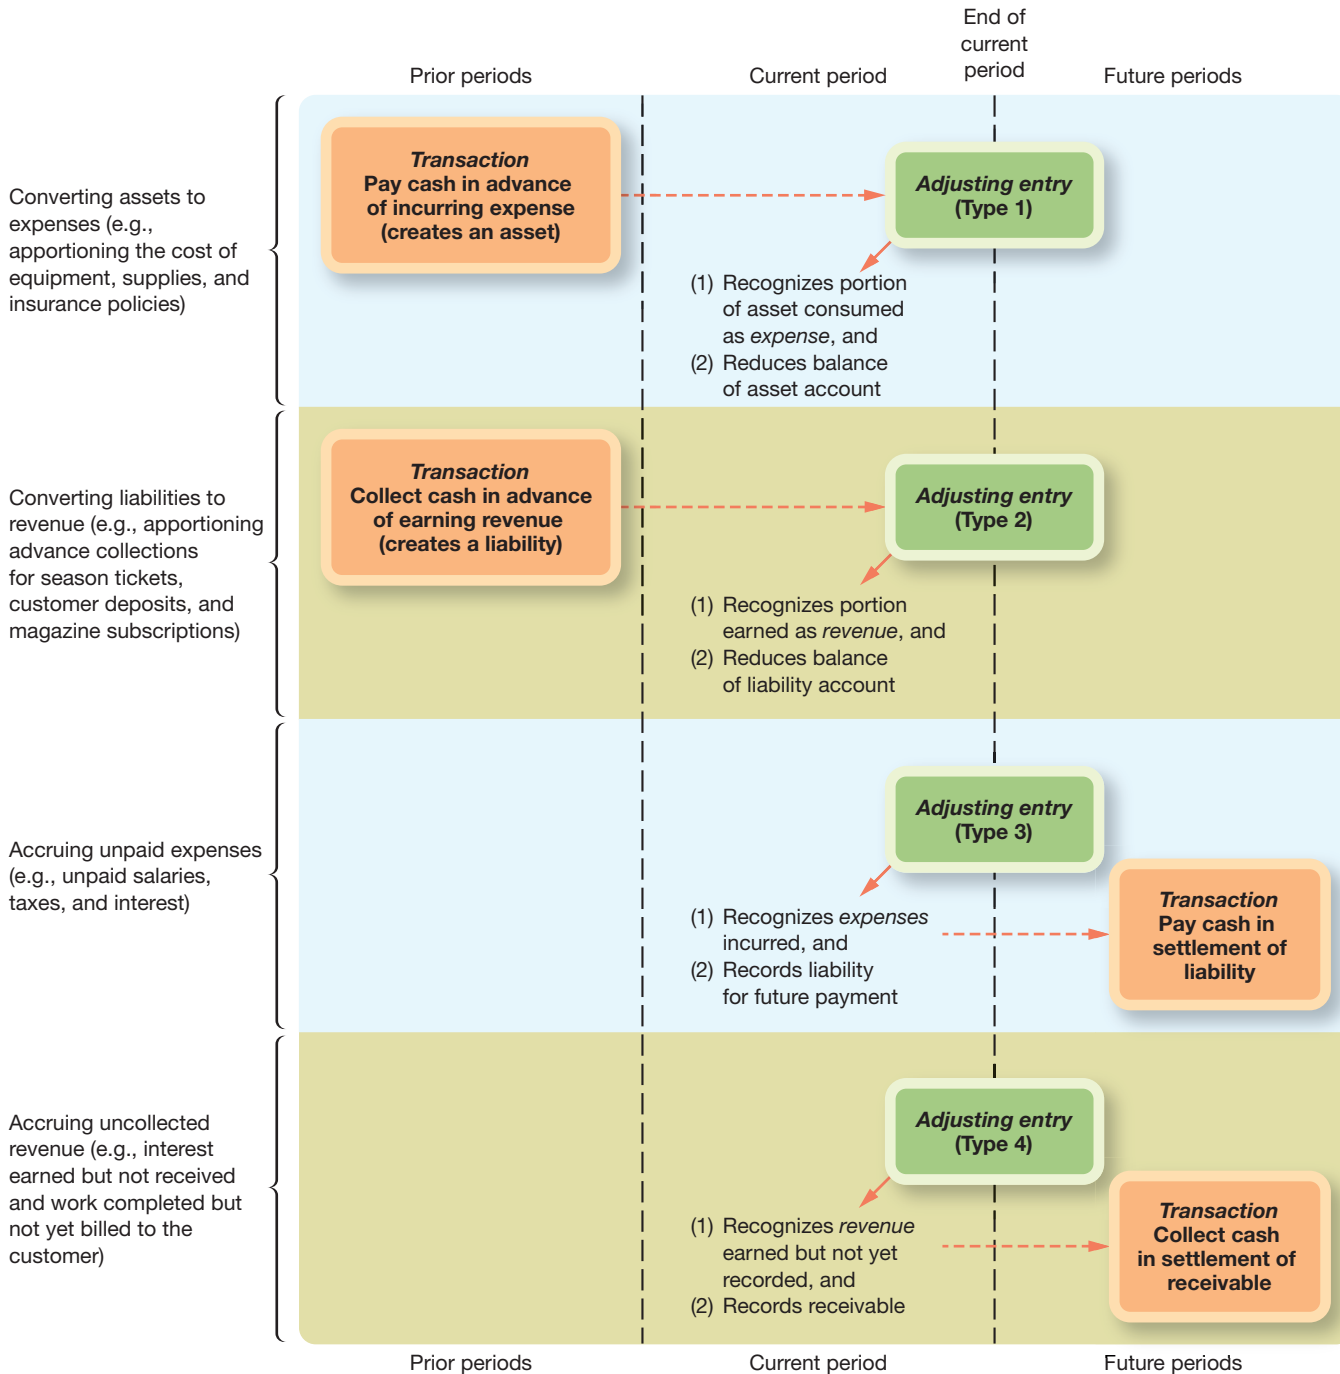 End of
current
period
Prior periods
Current period
Future periods
Converting assets to
expenses (e.g.,
apportioning the cost of
equipment, supplies, and
insurance policies)
Transaction
Pay cash in advance
of incurring expense
(creates an asset)
Adjusting entry
(Type 1)
(1) Recognizes portion
of asset consumed
as expense, and
(2) Reduces balance
of asset account
Converting liabilities to
revenue (e.g., apportioning
advance collections
for season tickets,
customer deposits, and
magazine subscriptions)
Transaction
Collect cash in advance
of earning revenue
(creates a liability)
Adjusting entry
(Type 2)
(1) Recognizes portion
earned as revenue, and
(2) Reduces balance
of liability account
Accruing unpaid expenses
(e.g., unpaid salaries,
taxes, and interest)
Adjusting entry
(Type 3)
(1) Recognizes expenses
incurred, and
(2) Records liability
for future payment
Transaction
Pay cash in
settlement of
liability
Accruing uncollected
revenue (e.g., interest
earned but not received
and work completed but
not yet billed to the
customer)
Adjusting entry
(Type 4)
(1) Recognizes revenue
earned but not yet
recorded, and
(2) Records receivable
Transaction
Collect cash
in settlement of
receivable
Prior periods
Current period
Future periods